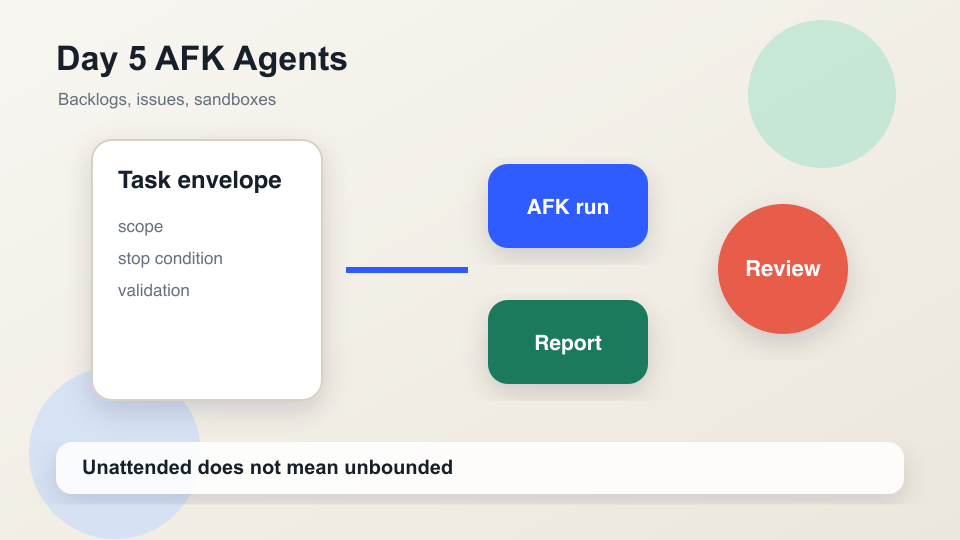 Day 5 AFK Agents
Backlogs, issues, sandboxes
Task envelope
scope
stop condition
validation
AFK run
Report
Review
Unattended does not mean unbounded